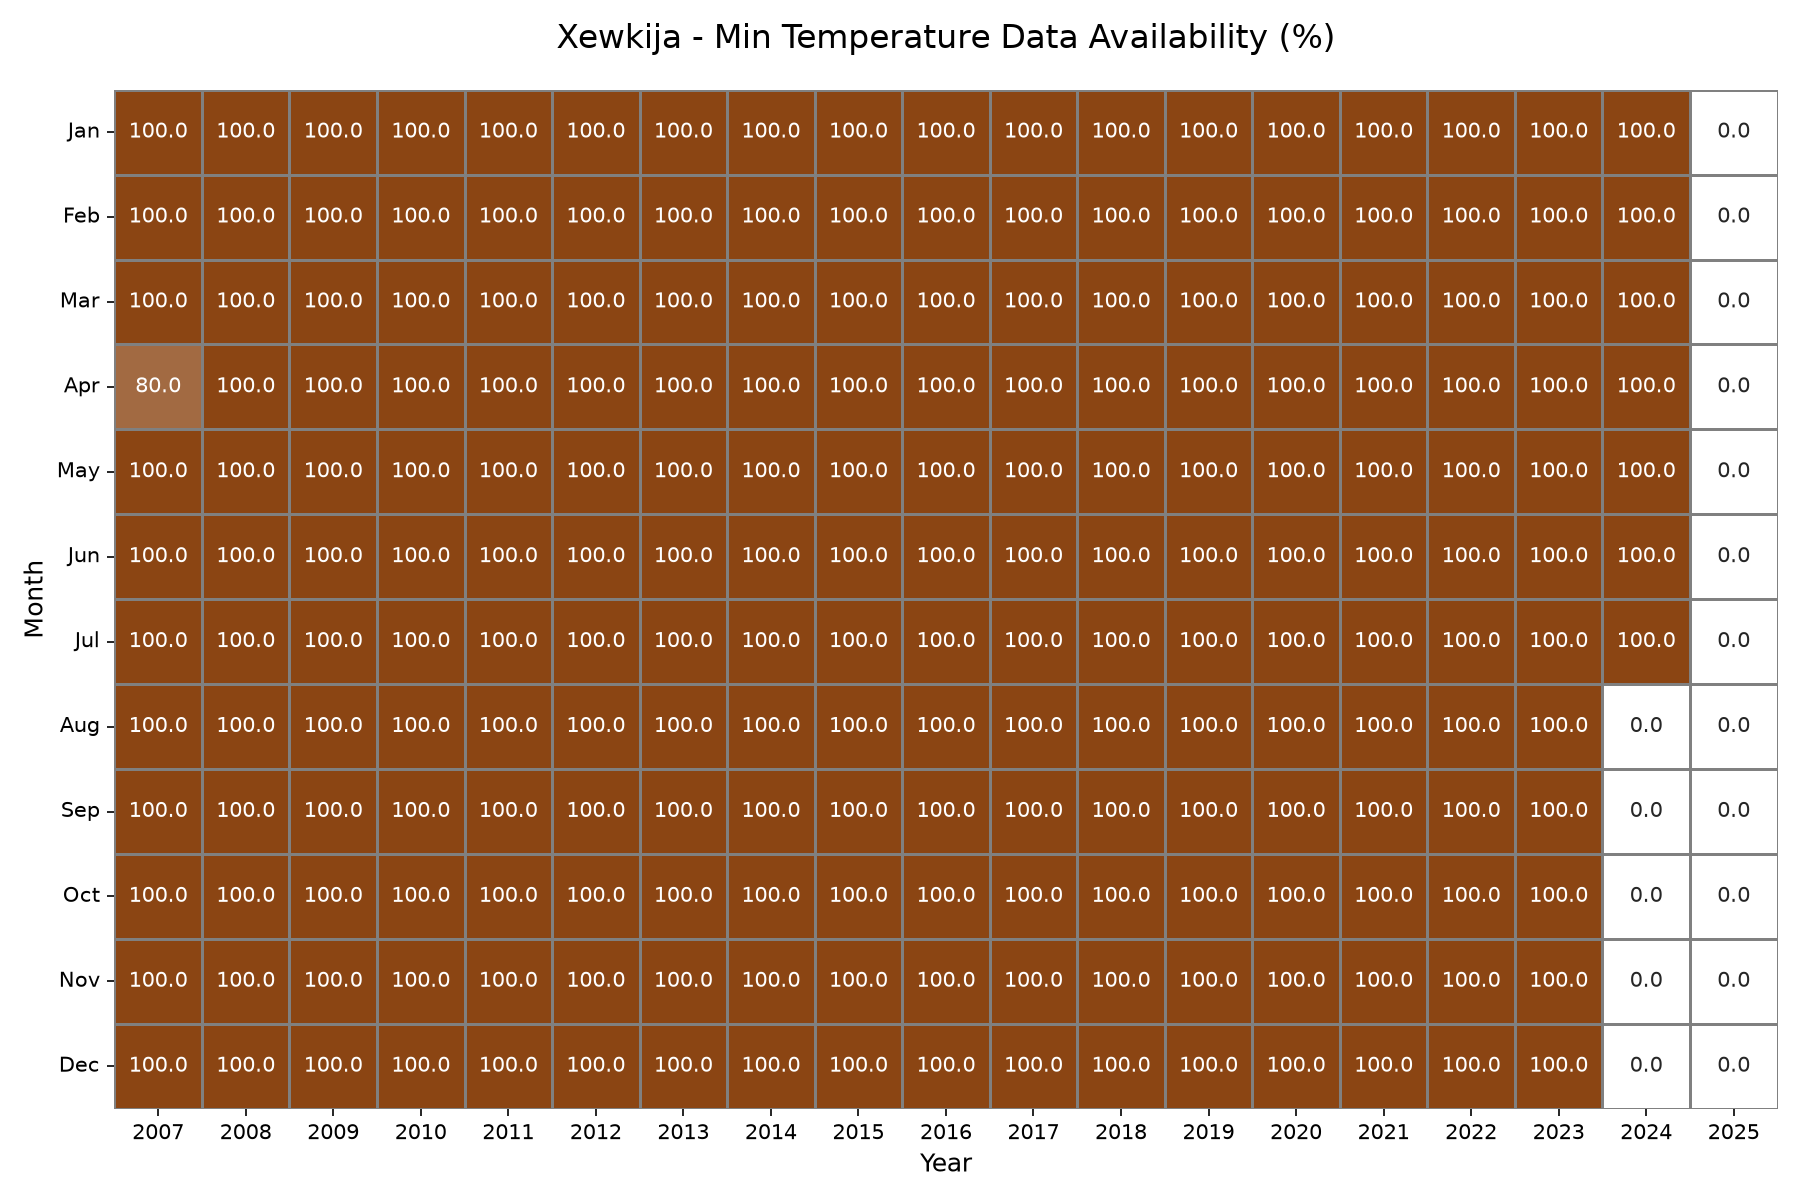 Xewkija - Min Temperature Data Availability (%)
Jan 100.0 100.0 100.0 100.0 100.0 100.0 100.0 100.0 100.0 100.0 100.0 100.0 100.0 100.0 100.0 100.0 100.0 100.0 0.0
Feb 100.0 100.0 100.0 100.0 100.0 100.0 100.0 100.0 100.0 100.0 100.0 100.0 100.0 100.0 100.0 100.0 100.0 100.0 0.0
Mar 100.0 100.0 100.0 100.0 100.0 100.0 100.0 100.0 100.0 100.0 100.0 100.0 100.0 100.0 100.0 100.0 100.0 100.0 0.0
Apr 80.0 100.0 100.0 100.0 100.0 100.0 100.0 100.0 100.0 100.0 100.0 100.0 100.0 100.0 100.0 100.0 100.0 100.0 0.0
May 100.0 100.0 100.0 100.0 100.0 100.0 100.0 100.0 100.0 100.0 100.0 100.0 100.0 100.0 100.0 100.0 100.0 100.0 0.0
Jun 100.0 100.0 100.0 100.0 100.0 100.0 100.0 100.0 100.0 100.0 100.0 100.0 100.0 100.0 100.0 100.0 100.0 100.0 0.0
Jul 100.0 100.0 100.0 100.0 100.0 100.0 100.0 100.0 100.0 100.0 100.0 100.0 100.0 100.0 100.0 100.0 100.0 100.0 0.0
Aug 100.0 100.0 100.0 100.0 100.0 100.0 100.0 100.0 100.0 100.0 100.0 100.0 100.0 100.0 100.0 100.0 100.0 0.0 0.0
Sep 100.0 100.0 100.0 100.0 100.0 100.0 100.0 100.0 100.0 100.0 100.0 100.0 100.0 100.0 100.0 100.0 100.0 0.0 0.0
Oct 100.0 100.0 100.0 100.0 100.0 100.0 100.0 100.0 100.0 100.0 100.0 100.0 100.0 100.0 100.0 100.0 100.0 0.0 0.0
Nov 100.0 100.0 100.0 100.0 100.0 100.0 100.0 100.0 100.0 100.0 100.0 100.0 100.0 100.0 100.0 100.0 100.0 0.0 0.0
Dec 100.0 100.0 100.0 100.0 100.0 100.0 100.0 100.0 100.0 100.0 100.0 100.0 100.0 100.0 100.0 100.0 100.0 0.0 0.0
2007 2008 2009 2010 2011 2012 2013 2014 2015 2016 2017 2018 2019 2020 2021 2022 2023 2024 2025
Year
Month